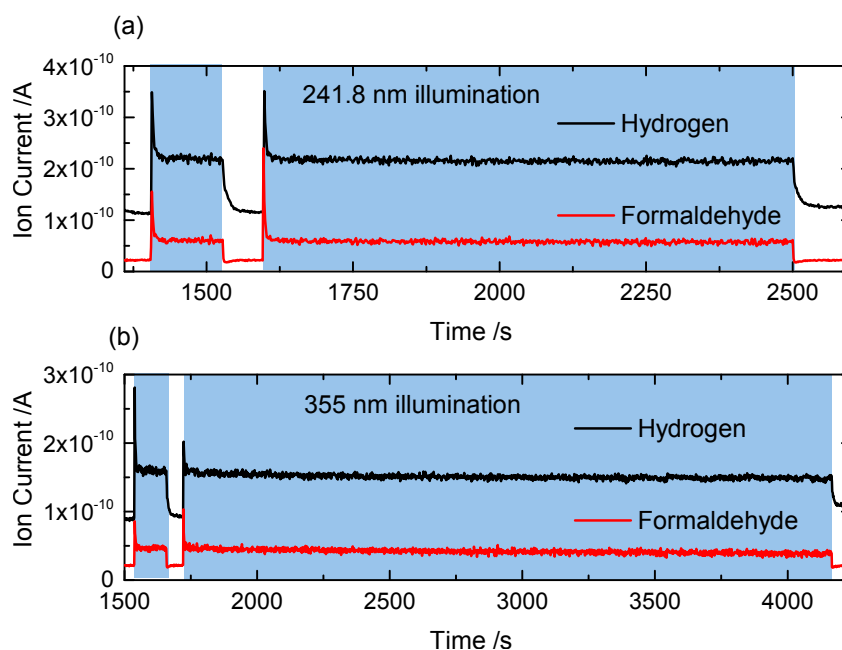 (a)
4x10-10
3x10-10
2x10-10
1x10-10
0
Ion Current /A
241.8 nm illumination
Hydrogen
Formaldehyde
1500
1750
2000
2250
2500
Time /s
(b)
3x10-10
2x10-10
1x10-10
0
Ion Current /A
355 nm illumination
Hydrogen
Formaldehyde
1500
2000
2500
3000
3500
4000
Time /s